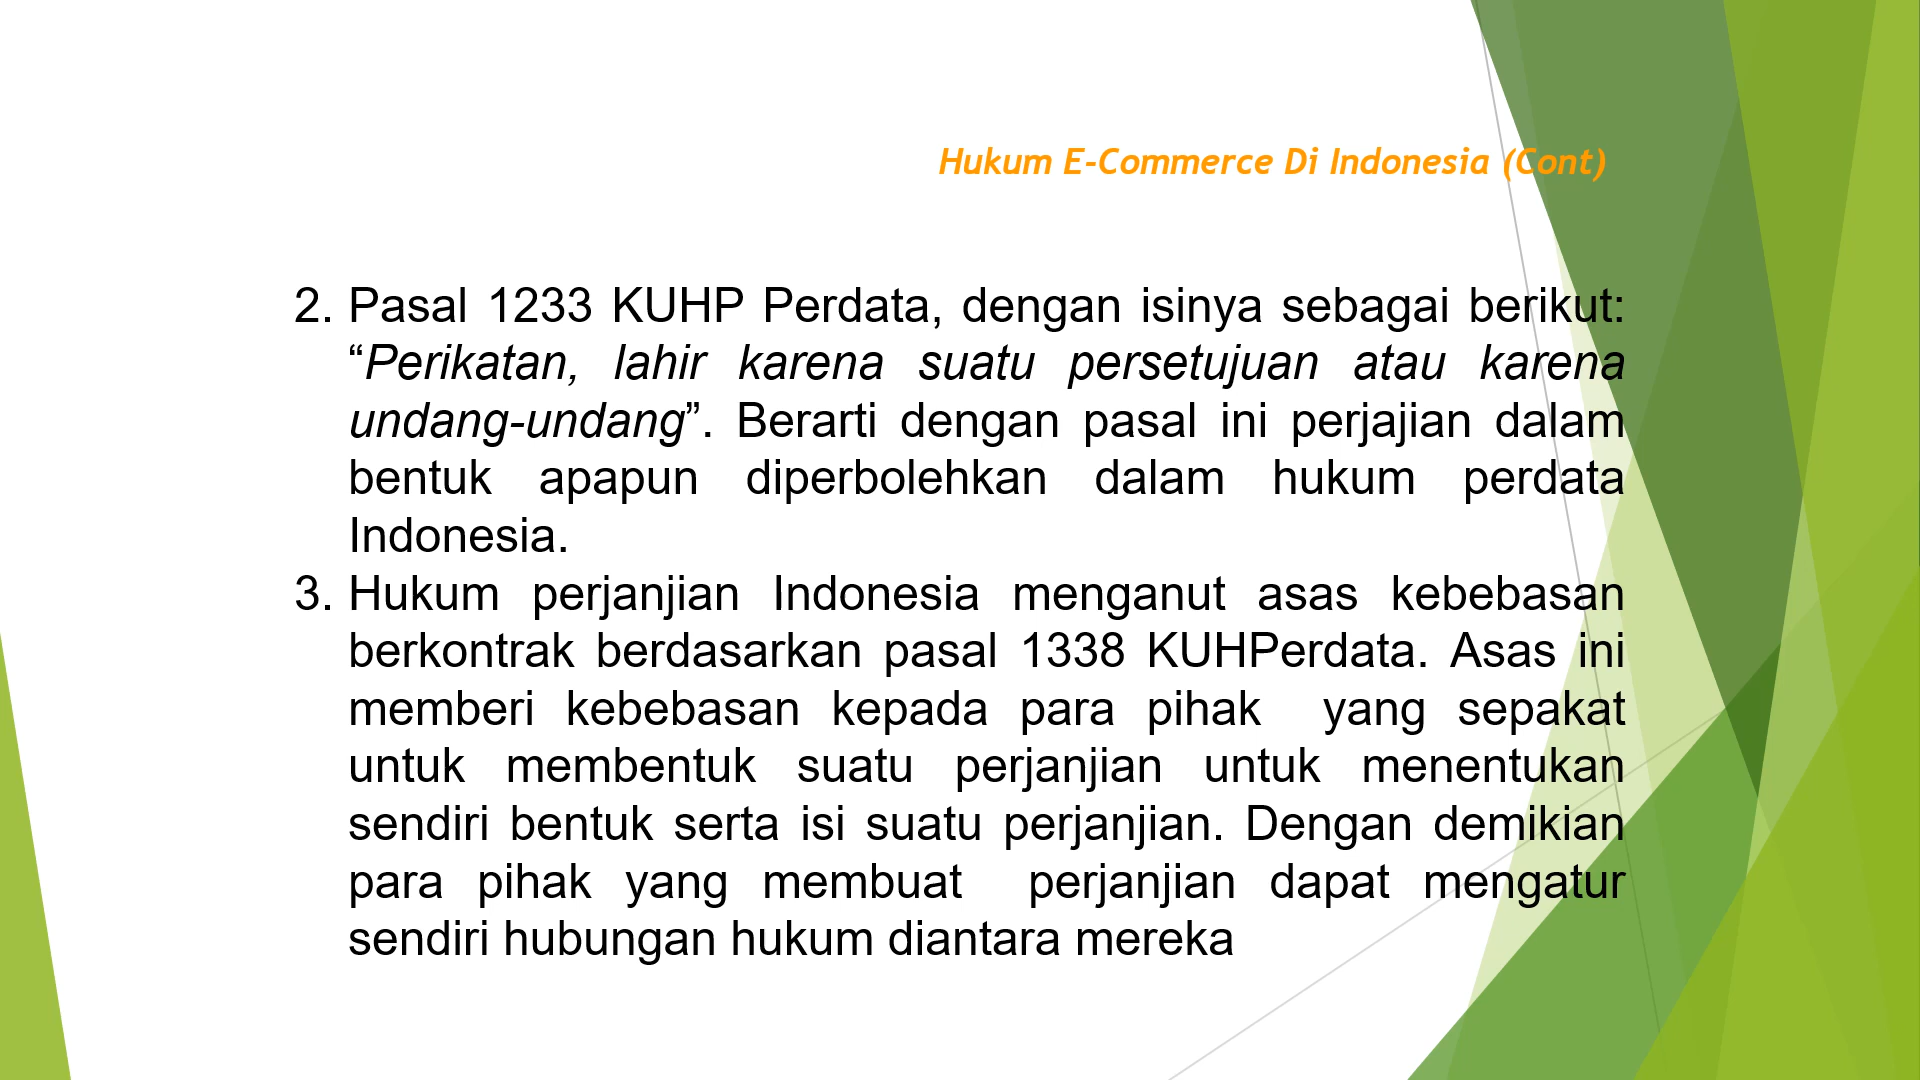 Hukum E-Commerce Di Indonesia (Cont)
2. Pasal 1233 KUHP Perdata, dengan isinya sebagai berikut:
“Perikatan, lahir karena suatu persetujuan atau karena
undang-undang”. Berarti dengan pasal ini perjajian dalam
bentuk apapun diperbolehkan dalam hukum perdata
Indonesia.
3. Hukum perjanjian Indonesia menganut asas kebebasan
berkontrak berdasarkan pasal 1338 KUHPerdata. Asas ini
memberi kebebasan kepada para pihak yang sepakat
untuk membentuk suatu perjanjian untuk menentukan
sendiri bentuk serta isi suatu perjanjian. Dengan demikian
para pihak yang membuat perjanjian dapat mengatur
sendiri hubungan hukum diantara mereka